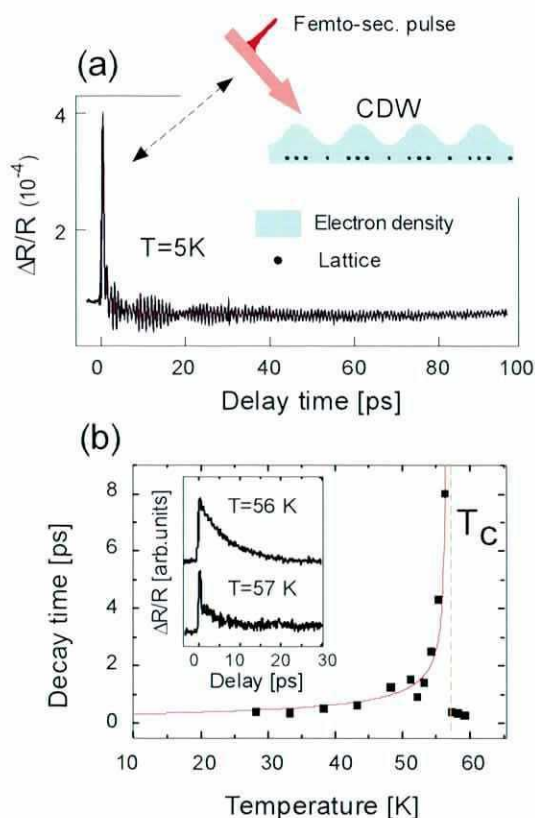 Femto-sec. pulse
(a)
CDW
4
2
ΔR/R (10⁻⁴)
T=5K
Electron density
Lattice
0 20 40 60 80 100
Delay time [ps]
(b)
8
6
4
2
0
Decay time [ps]
T=56 K
T=57 K
ΔR/R [arb.units]
0 10 20 30
Delay [ps]
Tc
10 20 30 40 50 60
Temperature [K]